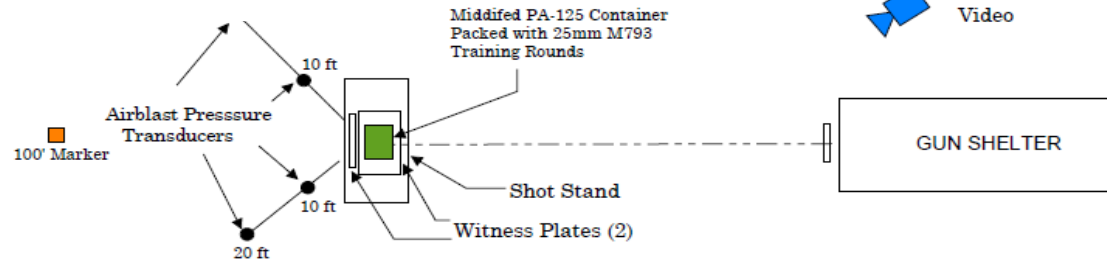 Middifed PA-125 Container
Packed with 25mm M793
Training Rounds
Video
10 ft
Airblast Presssure
Transducers
100' Marker
GUN SHELTER
10 ft
Shot Stand
Witness Plates (2)
20 ft